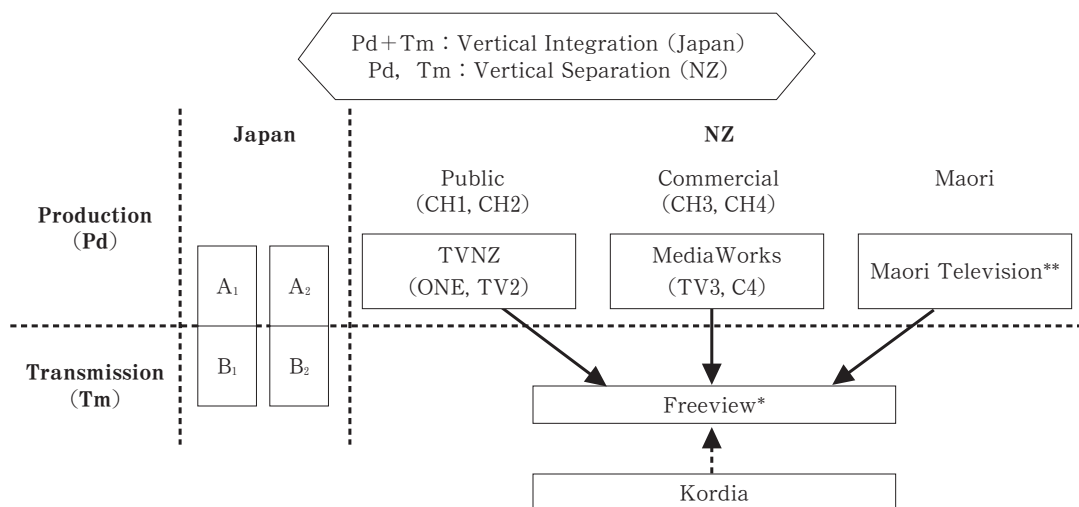 Pd＋Tm：Vertical Integration (Japan)
Pd, Tm：Vertical Separation (NZ)
Japan
NZ
Public
(CH1, CH2)
Commercial
(CH3, CH4)
Maori
Production
(Pd)
TVNZ
(ONE, TV2)
MediaWorks
(TV3, C4)
Maori Television**
A₁
A₂
B₁
B₂
Transmission
(Tm)
Freeview*
Kordia